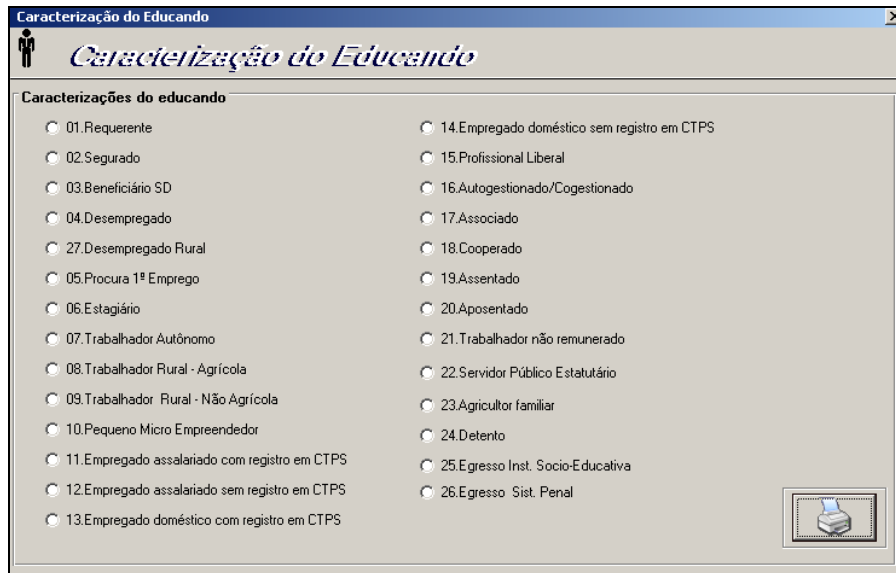 Caracterização do Educando
Caracterização do Educando
Caracterizações do educando
01.Requerente
02.Segurado
03.Beneficiário SD
04.Desempregado
27.Desempregado Rural
05.Procura 1º Emprego
06.Estagiário
07.Trabalhador Autônomo
08.Trabalhador Rural - Agrícola
09.Trabalhador  Rural - Não Agrícola
10.Pequeno Micro Empreendedor
11.Empregado assalariado com registro em CTPS
12.Empregado assalariado sem registro em CTPS
13.Empregado doméstico com registro em CTPS
14.Empregado doméstico sem registro em CTPS
15.Profissional Liberal
16.Autogestionado/Cogestionado
17.Associado
18.Cooperado
19.Assentado
20.Aposentado
21.Trabalhador não remunerado
22.Servidor Público Estatutário
23.Agricultor familiar
24.Detento
25.Egresso Inst. Socio-Educativa
26.Egresso  Sist. Penal